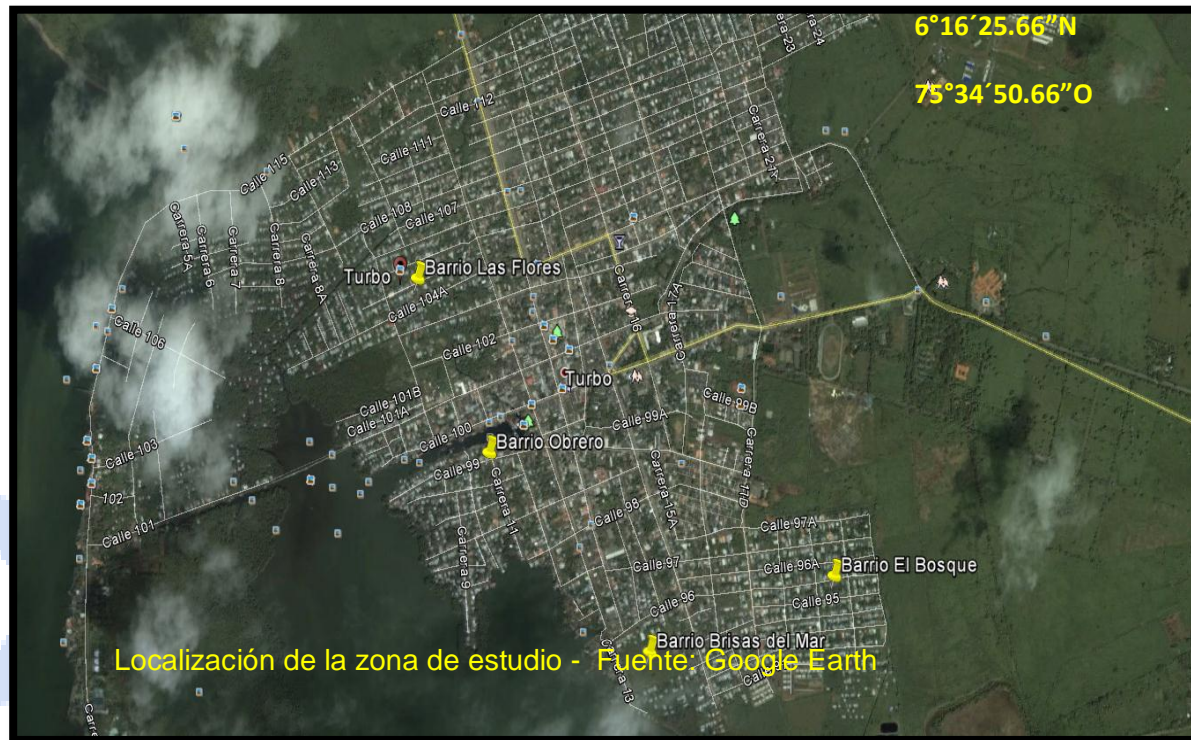 6°16´25.66”N
Carrera 23
Carrera 24
75°34´50.66”O
Calle 112
Calle 111
Carrera 21
Calle 115
Calle 113
Calle 108
Calle 107
Carrera 5A
Carrera 6
Carrera 7
Carrera 8
Carrera 8A
Turbo
Barrio Las Flores
Calle 104A
Carrera 16
Carrera 17A
Calle 106
Calle 102
Turbo
Calle 101B
Calle 101A
Calle 99B
Calle 100
Calle 99A
Barrio Obrero
Calle 103
Calle 99
Carrera 11
Carrera 15A
Carrera 17D
102
Calle 101
Calle 98
Calle 97A
Carrera 9
Calle 97
Calle 96A
Barrio El Bosque
Calle 96
Calle 95
Barrio Brisas del Mar
Localización de la zona de estudio - Fuente: Google Earth
Carrera 13